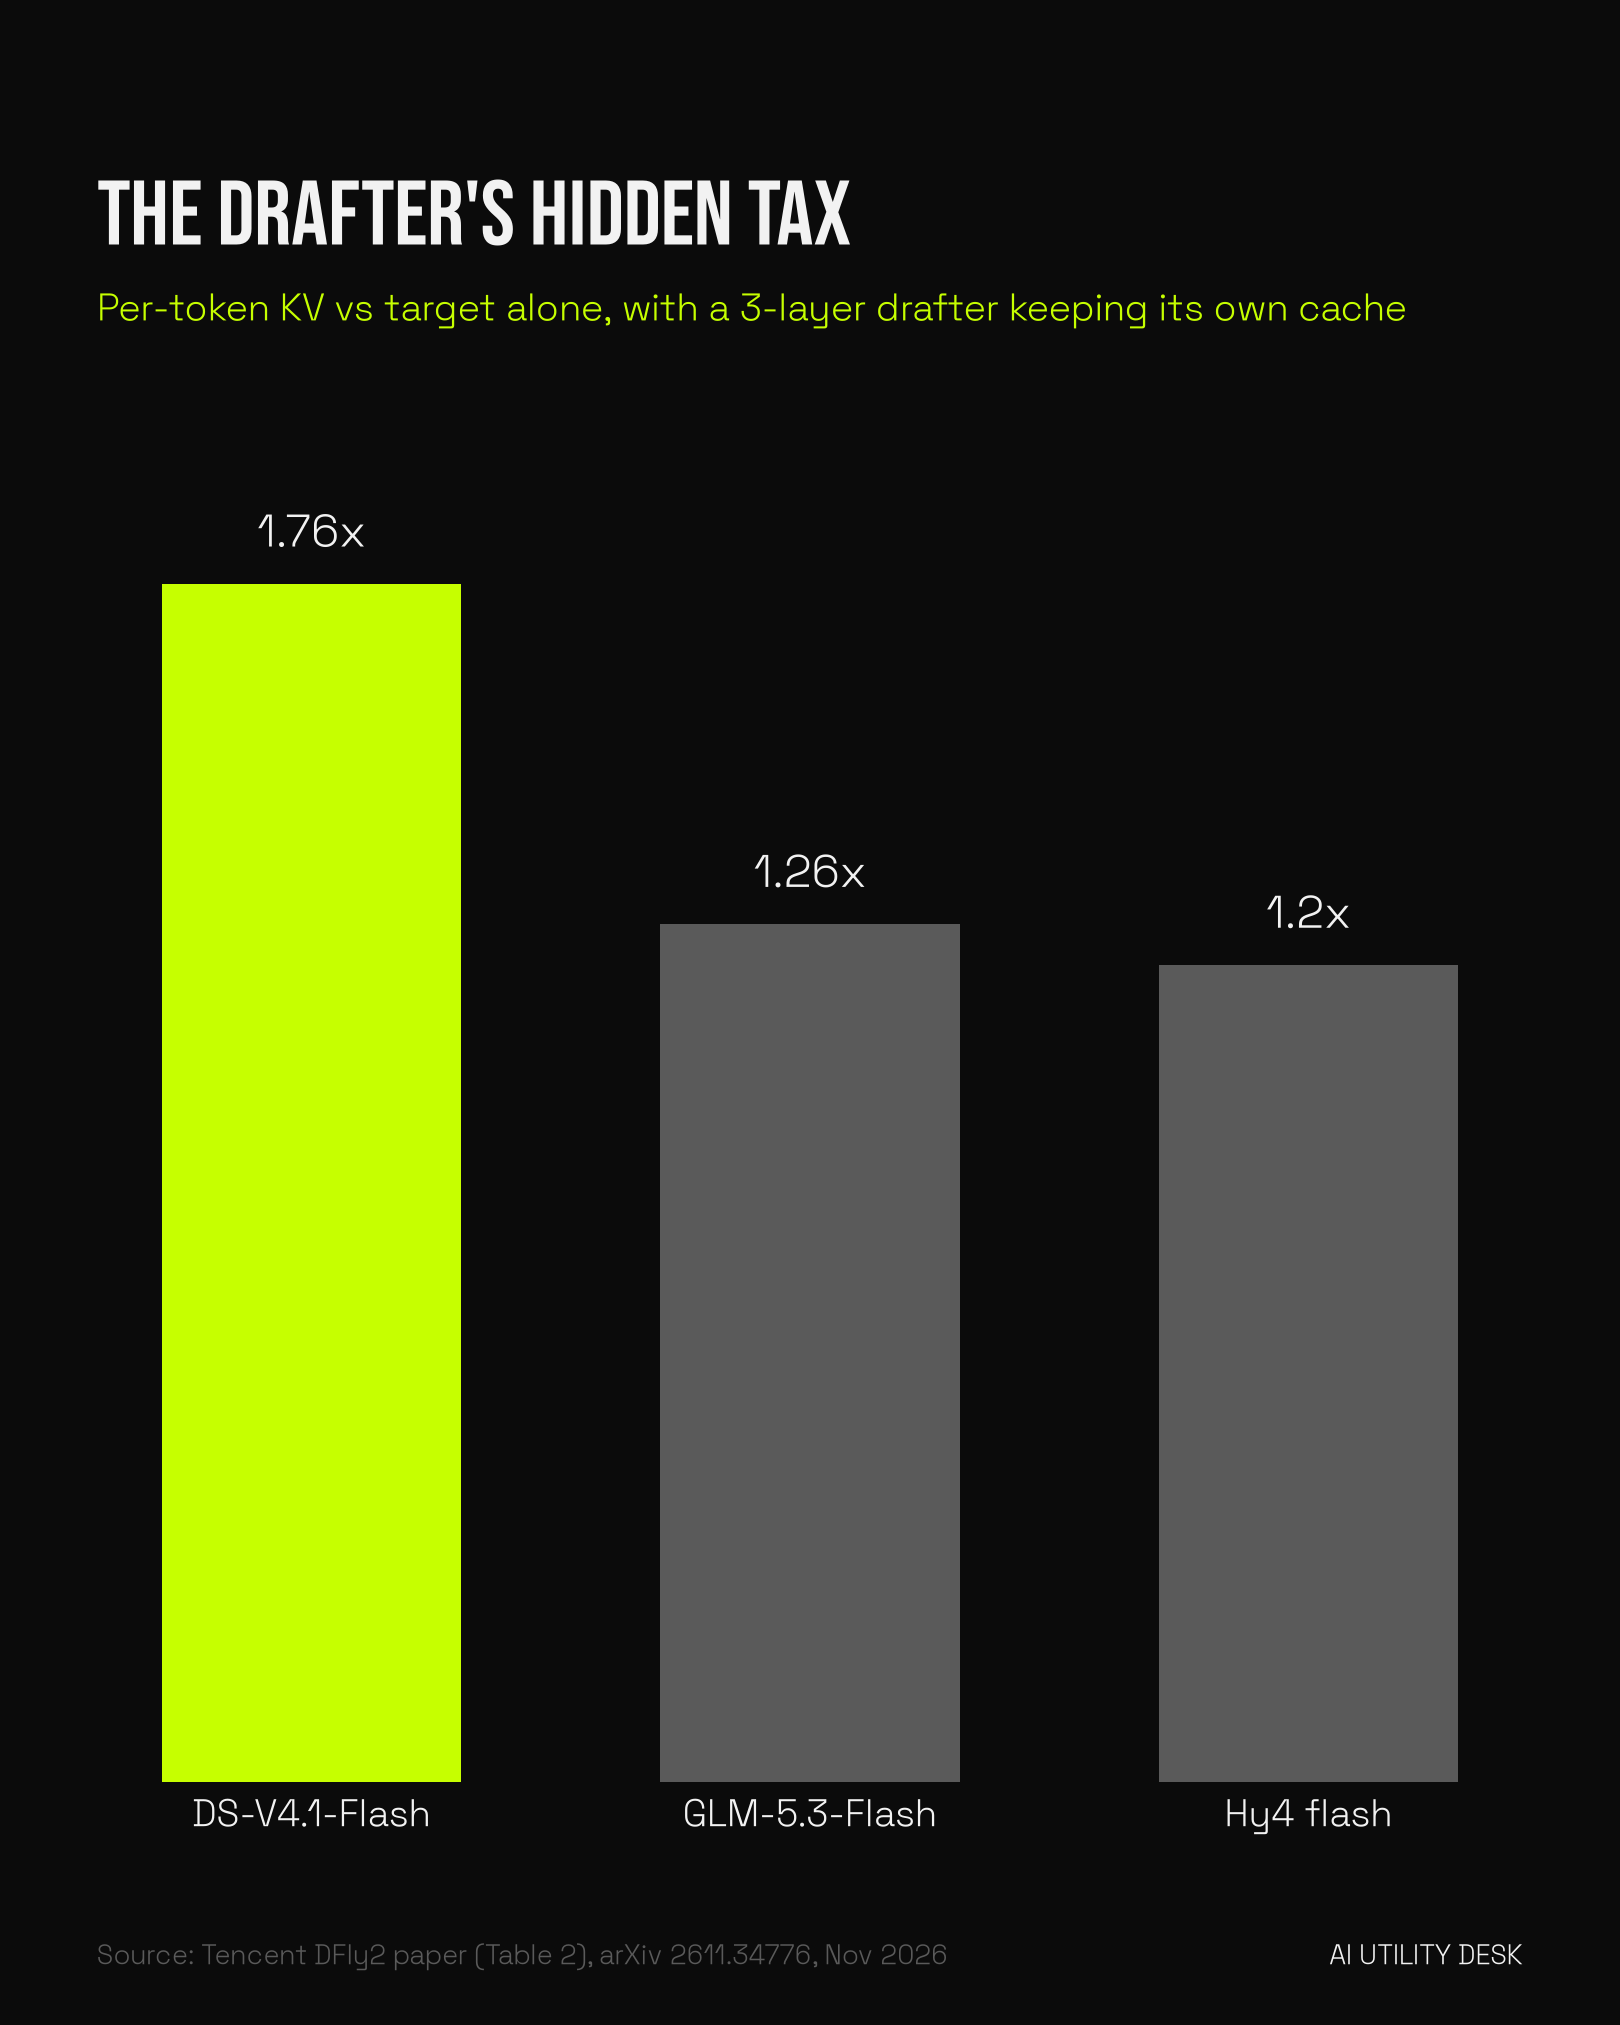 THE DRAFTER'S HIDDEN TAX
Per-token KV vs target alone, with a 3-layer drafter keeping its own cache
1.76x
1.26x
1.2x
DS-V4.1-Flash
GLM-5.3-Flash
Hy4 flash
Source: Tencent DFly2 paper (Table 2), arXiv 2611.34776, Nov 2026
AI UTILITY DESK